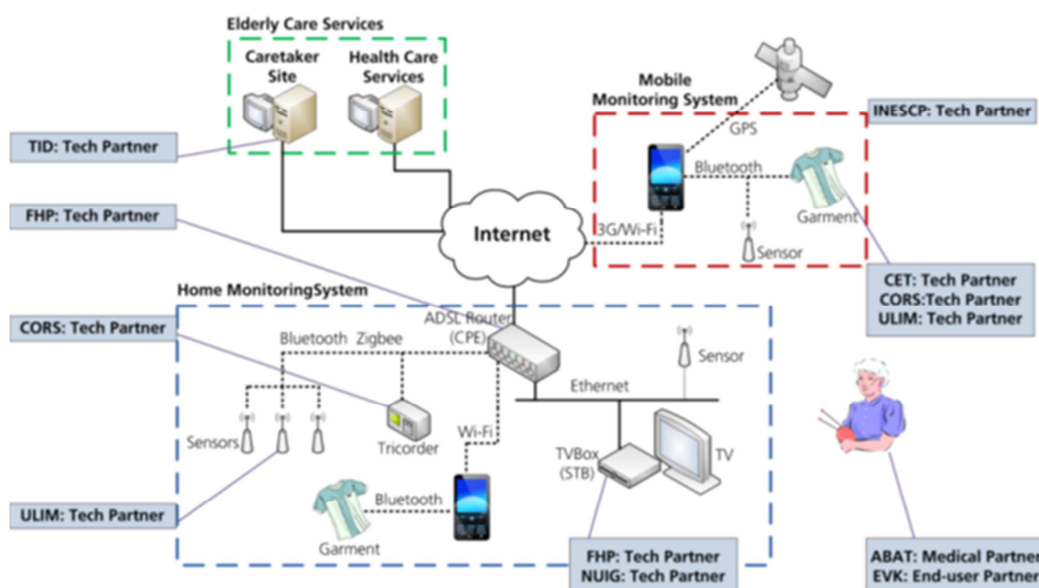 Elderly Care Services
Caretaker
Site
Health Care
Services
Mobile
Monitoring System
INESCP: Tech Partner
GPS
TID: Tech Partner
Bluetooth
FHP: Tech Partner
Garment
Internet
3G/Wi-Fi
Sensor
CET: Tech Partner
CORS:Tech Partner
ULIM: Tech Partner
Home MonitoringSystem
ADSL Router
(CPE)
CORS: Tech Partner
Bluetooth Zigbee
Sensor
Ethernet
Sensors
Tricorder
Wi-Fi
TVBox
(STB)
TV
ULIM: Tech Partner
Bluetooth
Garment
FHP: Tech Partner
NUIG: Tech Partner
ABAT: Medical Partner
EVK: End-user Partner